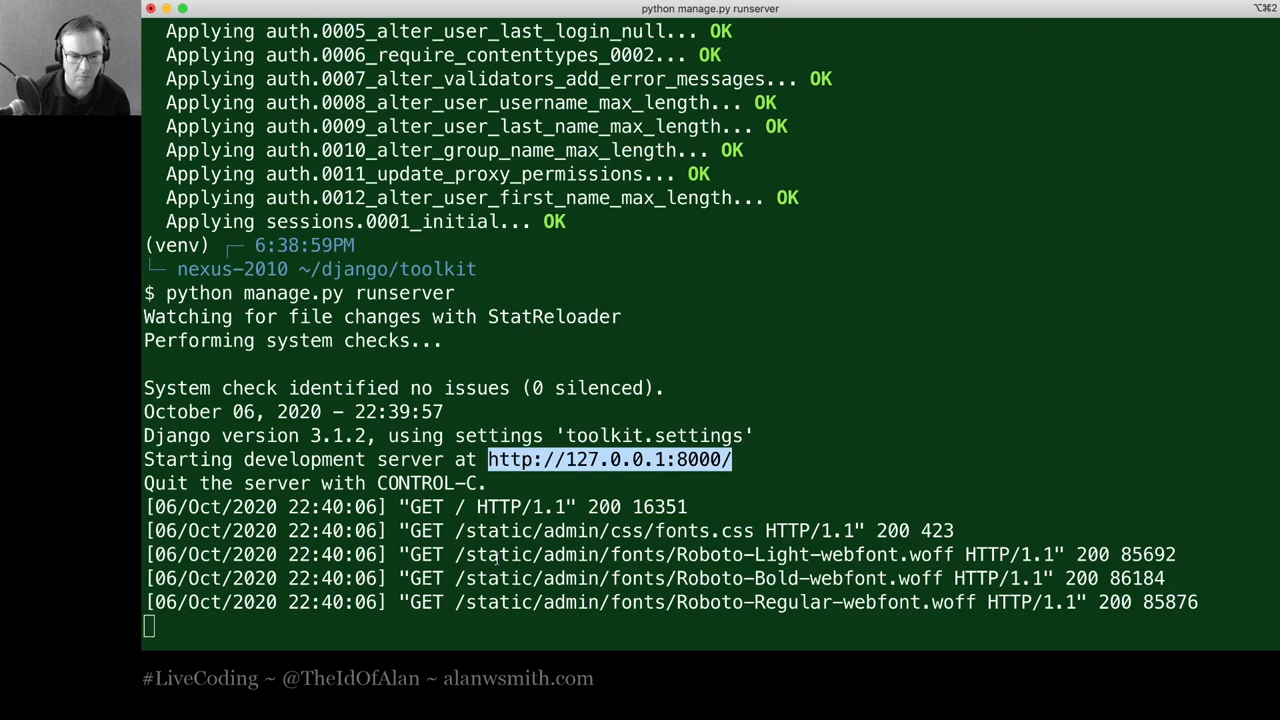 python manage.py runserver
⌥⌘2
Applying auth.0005_alter_user_last_login_null... OK
Applying auth.0006_require_contenttypes_0002... OK
Applying auth.0007_alter_validators_add_error_messages... OK
Applying auth.0008_alter_user_username_max_length... OK
Applying auth.0009_alter_user_last_name_max_length... OK
Applying auth.0010_alter_group_name_max_length... OK
Applying auth.0011_update_proxy_permissions... OK
Applying auth.0012_alter_user_first_name_max_length... OK
Applying sessions.0001_initial... OK
(venv) ┌─ 6:38:59PM
└─ nexus-2010 ~/django/toolkit
$ python manage.py runserver
Watching for file changes with StatReloader
Performing system checks...
System check identified no issues (0 silenced).
October 06, 2020 - 22:39:57
Django version 3.1.2, using settings 'toolkit.settings'
Starting development server at http://127.0.0.1:8000/
Quit the server with CONTROL-C.
[06/Oct/2020 22:40:06] "GET / HTTP/1.1" 200 16351
[06/Oct/2020 22:40:06] "GET /static/admin/css/fonts.css HTTP/1.1" 200 423
[06/Oct/2020 22:40:06] "GET /static/admin/fonts/Roboto-Light-webfont.woff HTTP/1.1" 200 85692
[06/Oct/2020 22:40:06] "GET /static/admin/fonts/Roboto-Bold-webfont.woff HTTP/1.1" 200 86184
[06/Oct/2020 22:40:06] "GET /static/admin/fonts/Roboto-Regular-webfont.woff HTTP/1.1" 200 85876
#LiveCoding ~ @TheIdOfAlan ~ alanwsmith.com